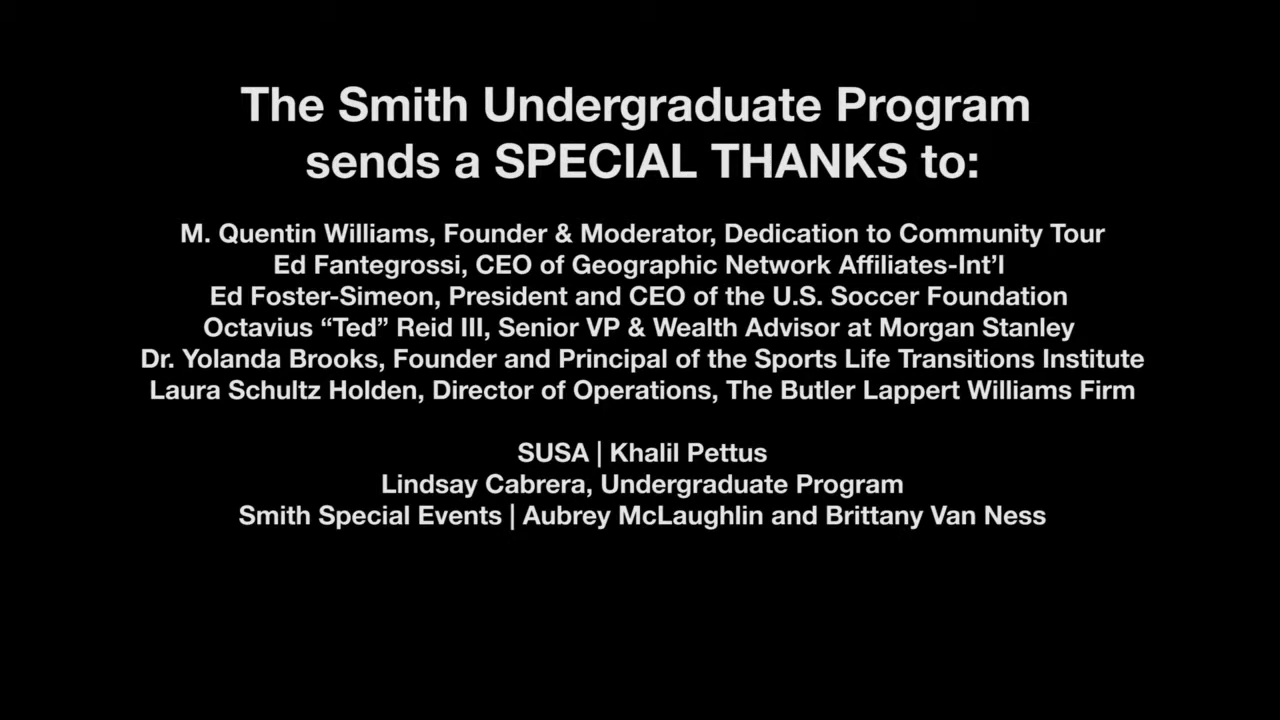 The Smith Undergraduate Program
sends a SPECIAL THANKS to:
M. Quentin Williams, Founder & Moderator, Dedication to Community Tour
Ed Fantegrossi, CEO of Geographic Network Affiliates-Int’l
Ed Foster-Simeon, President and CEO of the U.S. Soccer Foundation
Octavius “Ted” Reid III, Senior VP & Wealth Advisor at Morgan Stanley
Dr. Yolanda Brooks, Founder and Principal of the Sports Life Transitions Institute
Laura Schultz Holden, Director of Operations, The Butler Lappert Williams Firm
SUSA | Khalil Pettus
Lindsay Cabrera, Undergraduate Program
Smith Special Events | Aubrey McLaughlin and Brittany Van Ness